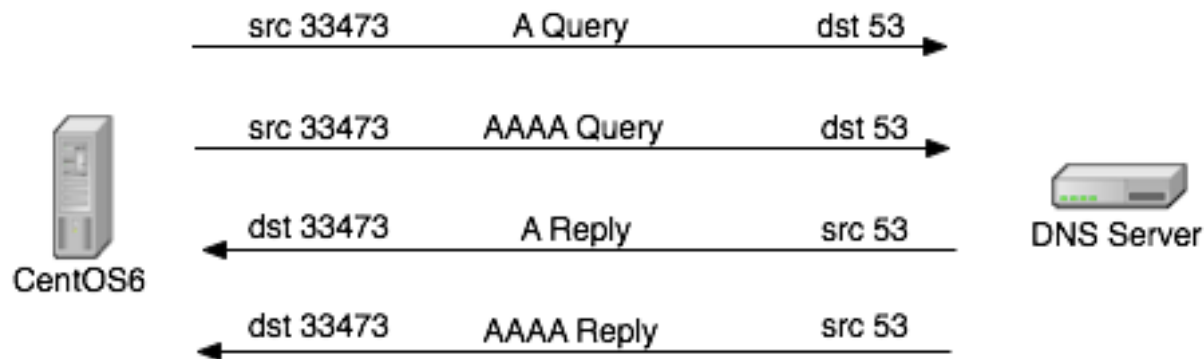 src 33473 A Query dst 53
src 33473 AAAA Query dst 53
dst 33473 A Reply src 53
DNS Server
CentOS6
dst 33473 AAAA Reply src 53